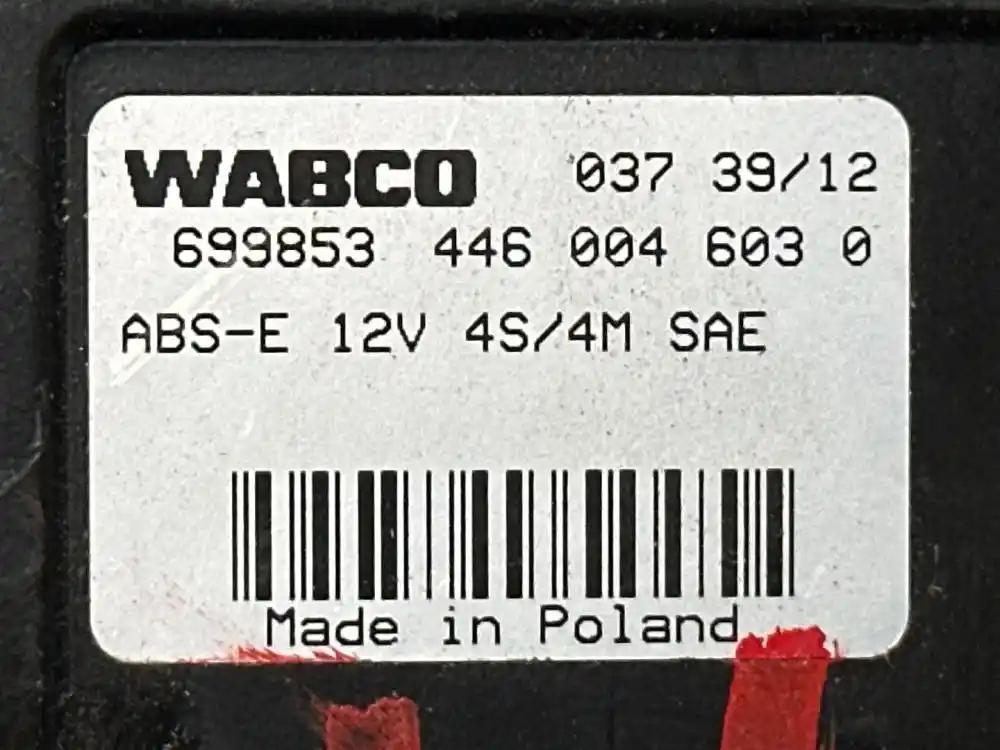 WABCO 037 39/12
699853 446 004 603 0
ABS-E 12V 4S/4M SAE
Made in Poland